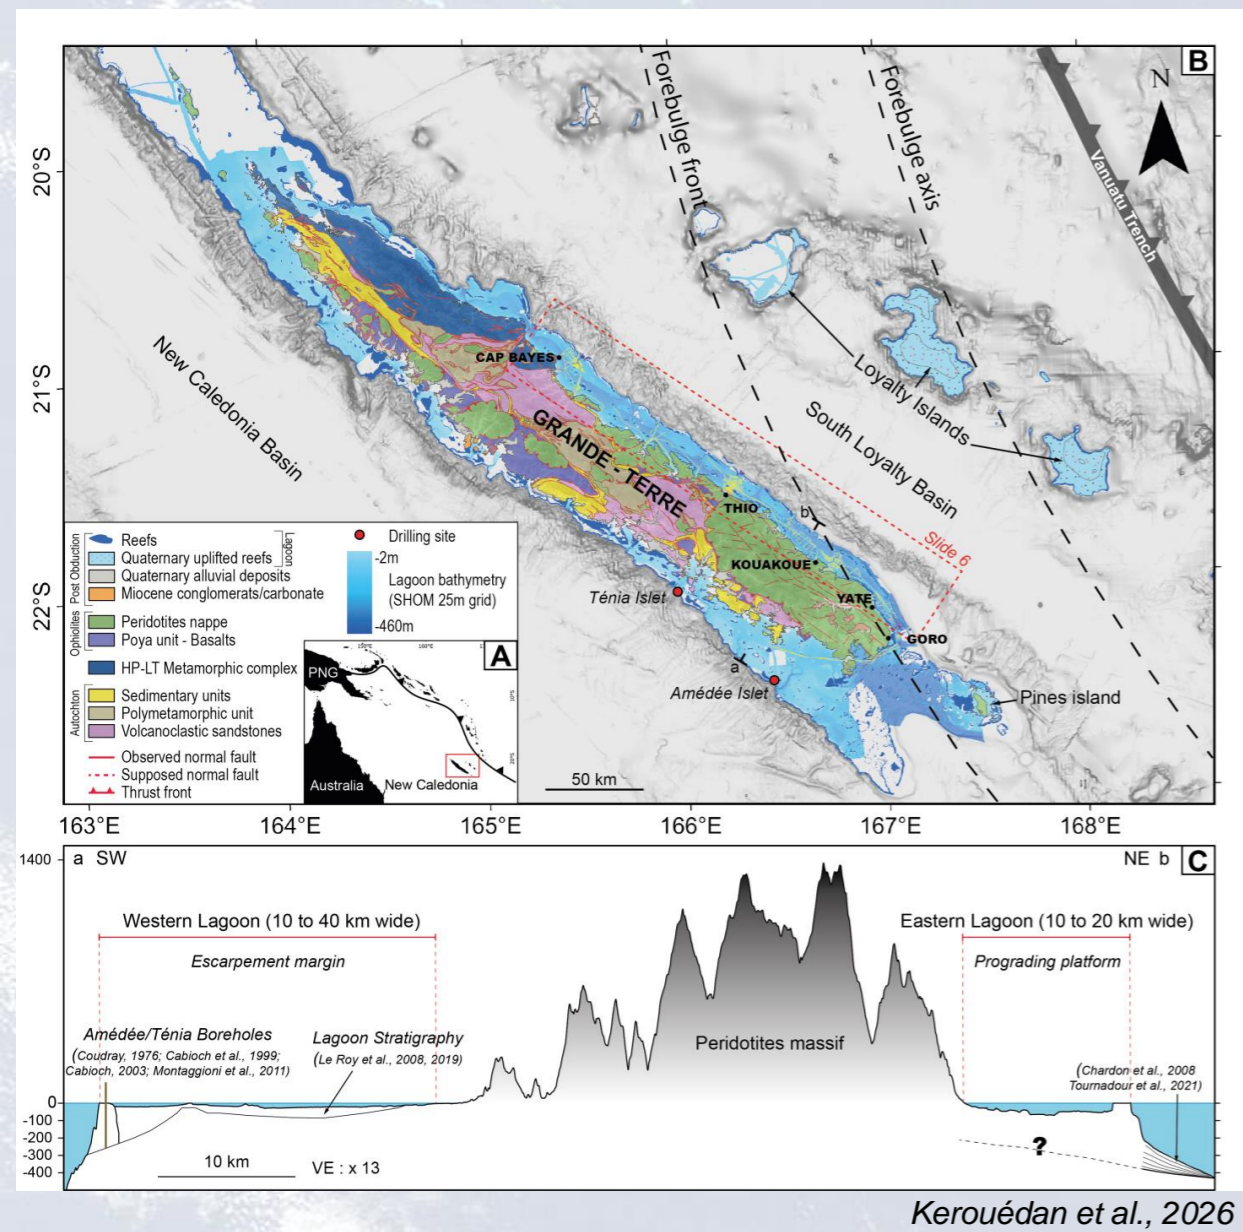 B
N
Forebulge front
Forebulge axis
Vanuatu Trench
20°S
21°S
22°S
New Caledonia Basin
CAP BAYES
GRANDE - TERRE
Loyalty Islands
South Loyalty Basin
THIO
b
Slide 6
KOUAKOUE
YATE
GORO
Ténia Islet
a
Amédée Islet
Pines island
50 km
Post Obduction
Lagoon
Reefs
Quaternary uplifted reefs
Quaternary alluvial deposits
Miocene conglomerats/carbonate
Ophiolites
Peridotites nappe
Poya unit - Basalts
HP-LT Metamorphic complex
Autochton
Sedimentary units
Polymetamorphic unit
Volcanoclastic sandstones
Observed normal fault
Supposed normal fault
Thrust front
Drilling site
-2m
Lagoon bathymetry
(SHOM 25m grid)
-460m
A
PNG
Australia
New Caledonia
150°E
160°E
10°S
20°S
163°E 164°E 165°E 166°E 167°E 168°E
1400
a SW
NE b
C
Western Lagoon (10 to 40 km wide)
Escarpement margin
Eastern Lagoon (10 to 20 km wide)
Prograding platform
Amédée/Ténia Boreholes
(Coudray, 1976; Cabioch et al., 1999;
Cabioch, 2003; Montaggioni et al., 2011)
Lagoon Stratigraphy
(Le Roy et al., 2008, 2019)
Peridotites massif
(Chardon et al., 2008
Tournadour et al., 2021)
0
-100
-200
-300
-400
?
10 km
VE : x 13
Kerouédan et al., 2026